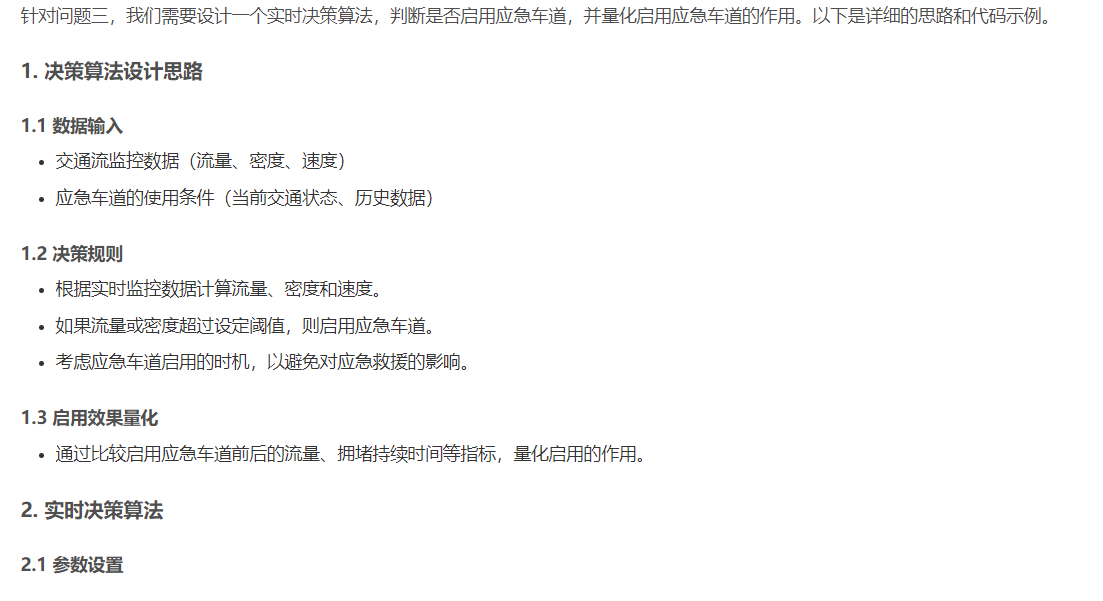 针对问题三，我们需要设计一个实时决策算法，判断是否启用应急车道，并量化启用应急车道的作用。以下是详细的思路和代码示例。
1. 决策算法设计思路
1.1 数据输入
• 交通流监控数据（流量、密度、速度）
• 应急车道的使用条件（当前交通状态、历史数据）
1.2 决策规则
• 根据实时监控数据计算流量、密度和速度。
• 如果流量或密度超过设定阈值，则启用应急车道。
• 考虑应急车道启用的时机，以避免对应急救援的影响。
1.3 启用效果量化
• 通过比较启用应急车道前后的流量、拥堵持续时间等指标，量化启用的作用。
2. 实时决策算法
2.1 参数设置